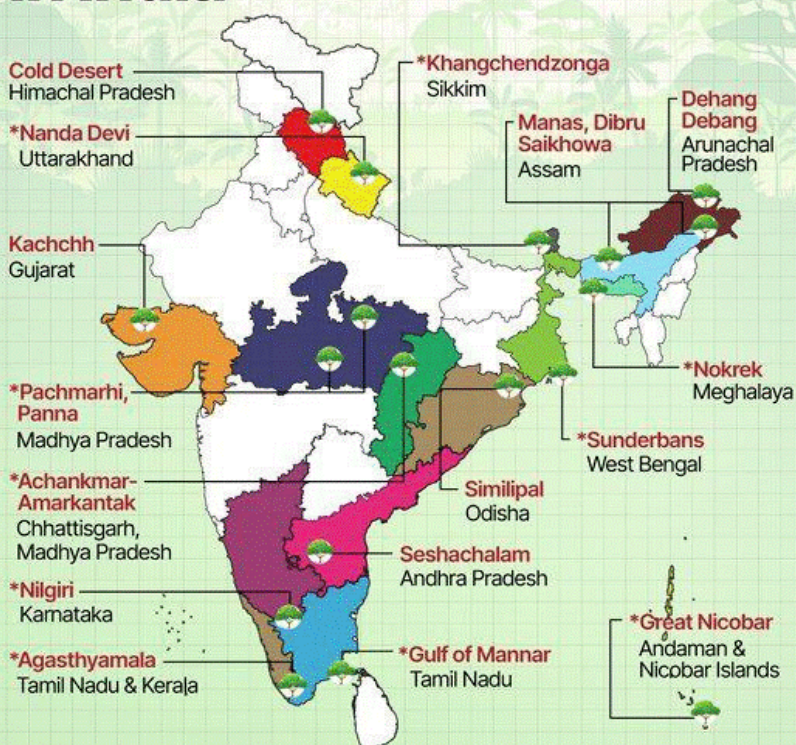 Cold Desert
Himachal Pradesh
*Nanda Devi
Uttarakhand
Kachchh
Gujarat
*Pachmarhi,
Panna
Madhya Pradesh
*Achankmar-
Amarkantak
Chhattisgarh,
Madhya Pradesh
*Nilgiri
Karnataka
*Agasthyamala
Tamil Nadu & Kerala
*Khangchendzonga
Sikkim
Manas, Dibru
Saikhowa
Assam
Dehang
Debang
Arunachal
Pradesh
*Nokrek
Meghalaya
*Sunderbans
West Bengal
Similipal
Odisha
Seshachalam
Andhra Pradesh
*Gulf of Mannar
Tamil Nadu
*Great Nicobar
Andaman &
Nicobar Islands